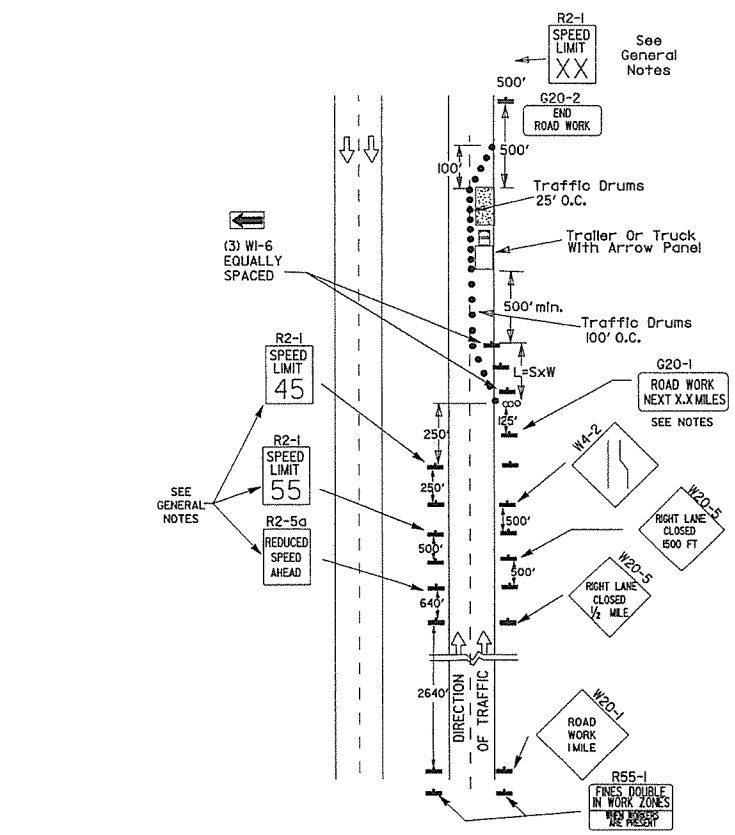 R2-1
SPEED
LIMIT
XX
See
General
Notes
500'
G20-2
END
ROAD WORK
500'
100'
Traffic Drums
25' O.C.
Trailer Or Truck
With Arrow Panel
(3) W1-6
EQUALLY
SPACED
500' min.
Traffic Drums
100' O.C.
R2-1
SPEED
LIMIT
45
L=SxW
G20-1
ROAD WORK
NEXT X.X MILES
SEE NOTES
125'
250'
W4-2
250'
R2-1
SPEED
LIMIT
55
SEE
GENERAL
NOTES
500'
W20-5
RIGHT LANE
CLOSED
1500 FT
R2-5a
REDUCED
SPEED
AHEAD
500'
500'
W20-5
RIGHT LANE
CLOSED
1/2 MILE
640'
2640'
DIRECTION
OF TRAFFIC
W20-1
ROAD
WORK
1 MILE
R55-1
FINES DOUBLE
IN WORK ZONES
WHEN WORKERS
ARE PRESENT